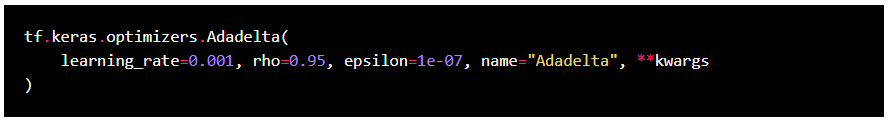 tf.keras.optimizers.Adadelta(
    learning_rate=0.001, rho=0.95, epsilon=1e-07, name="Adadelta", **kwargs
)